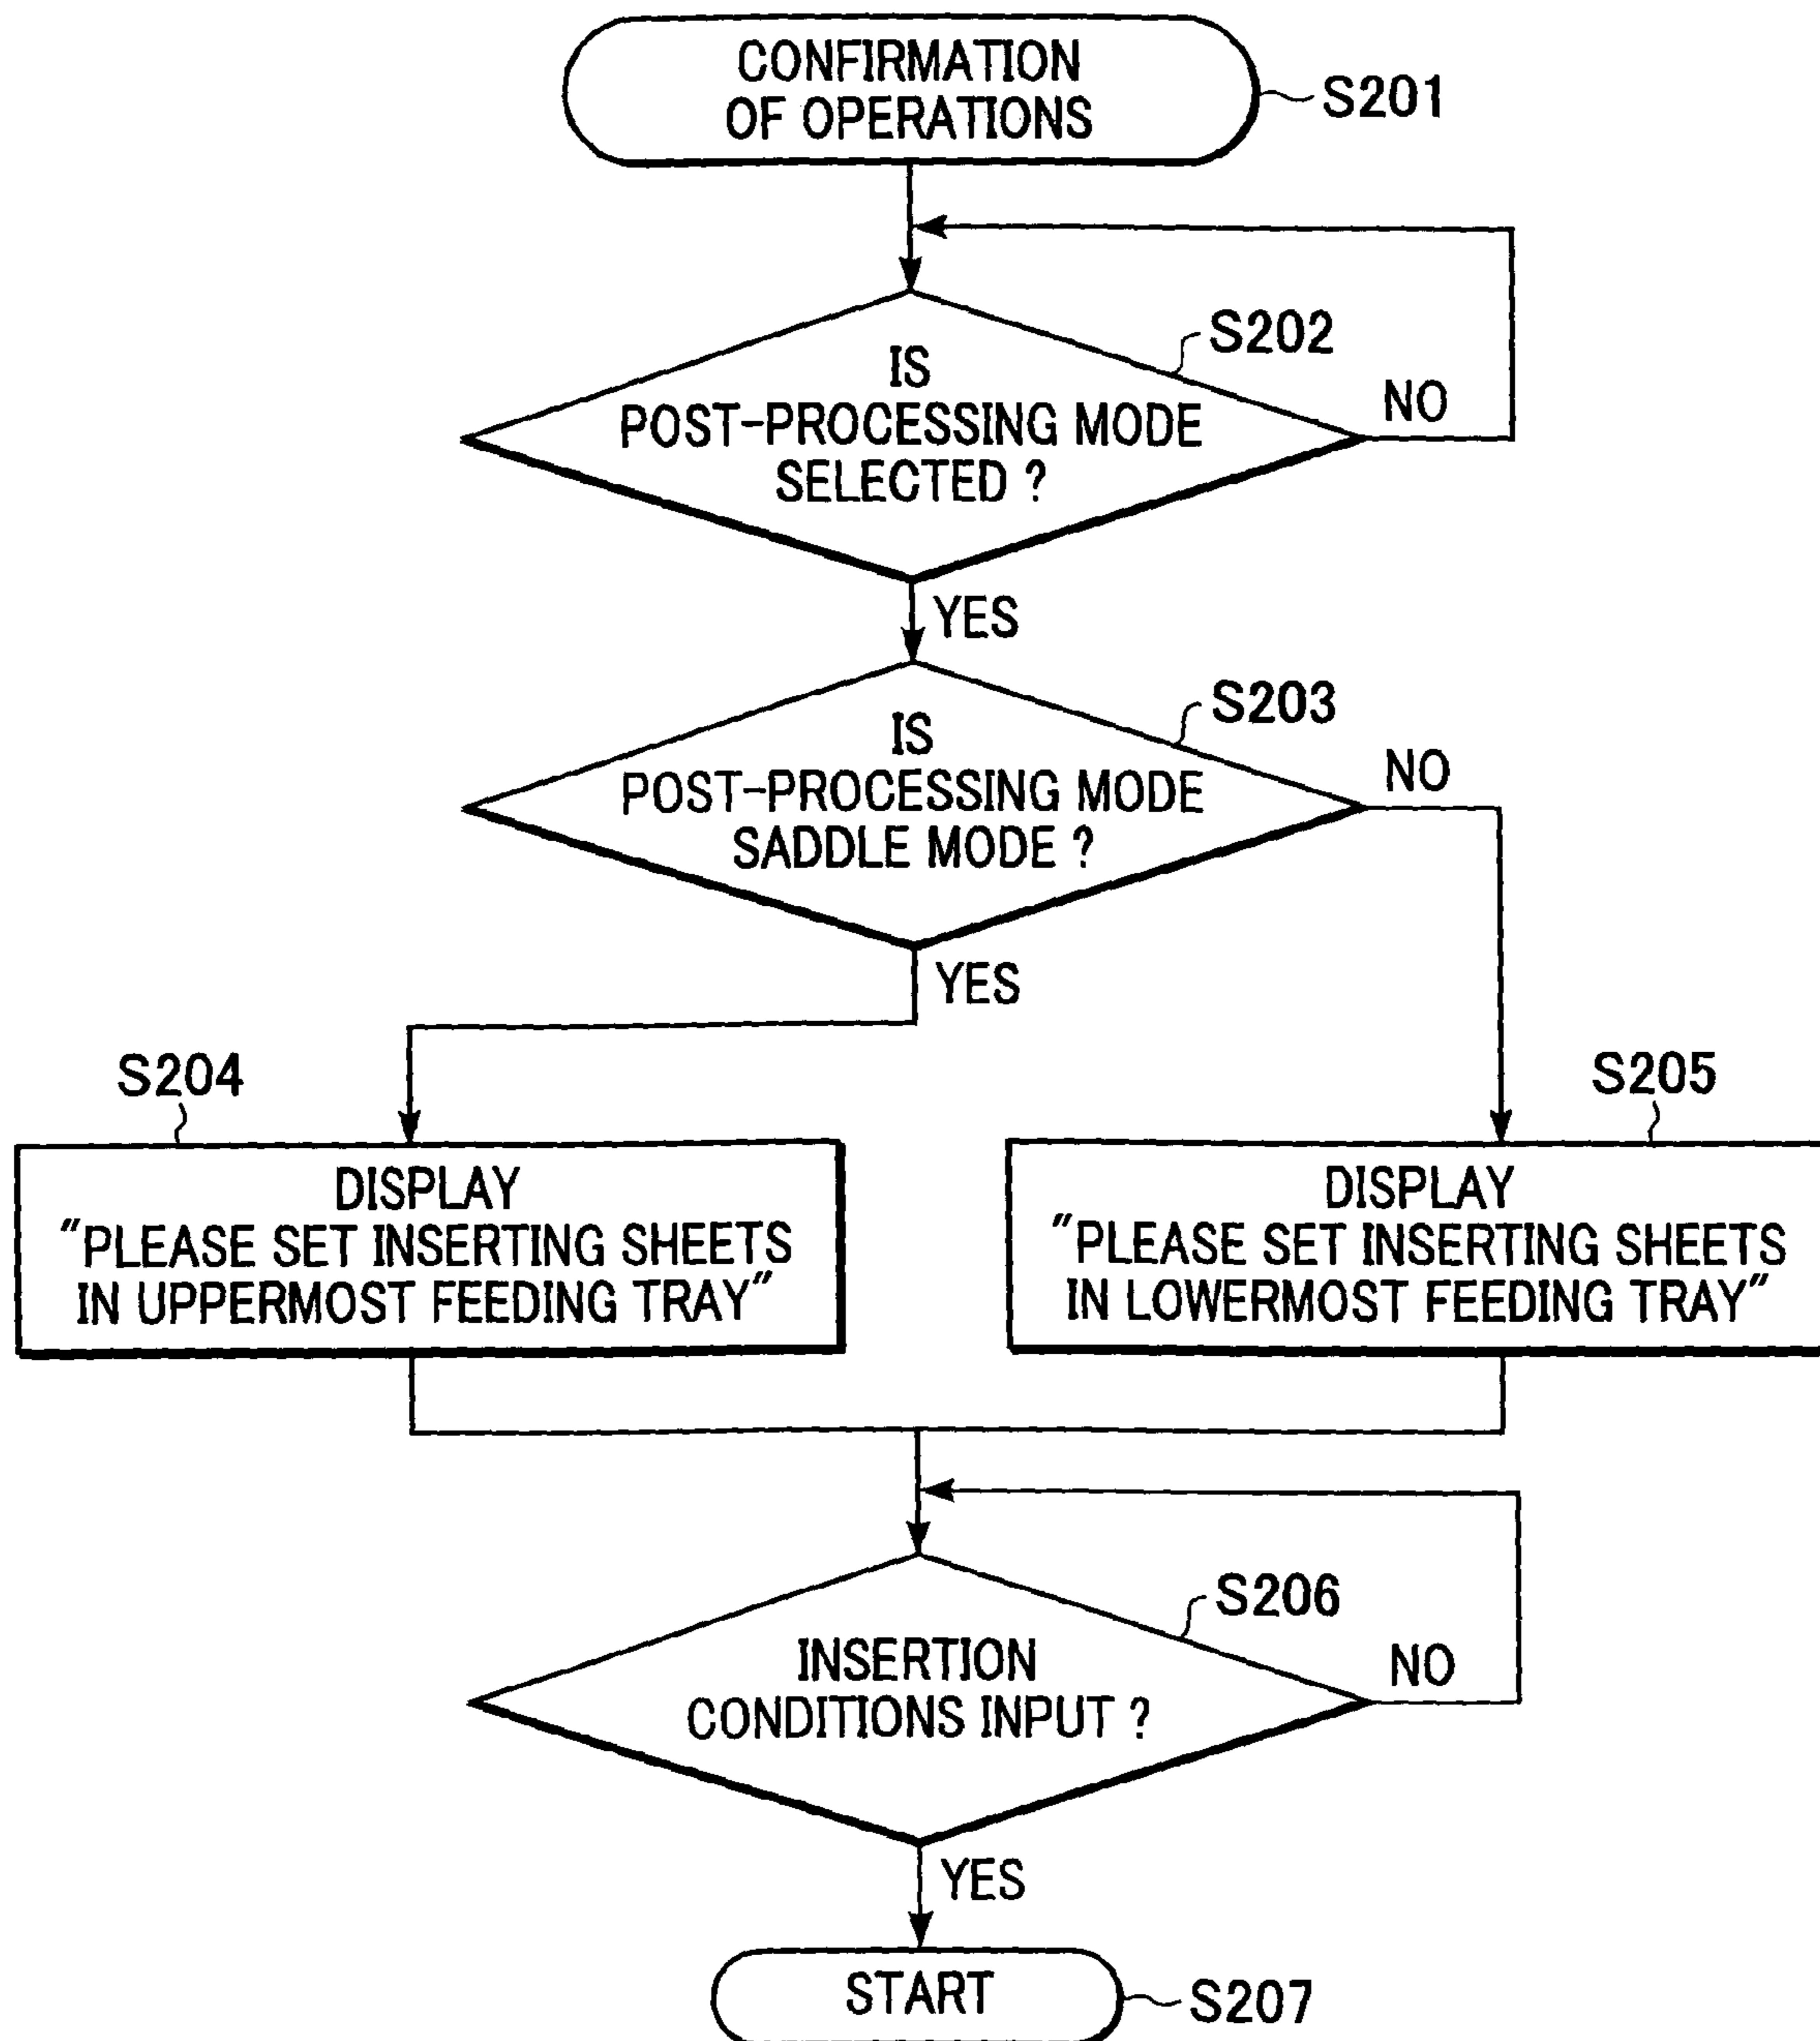 CONFIRMATION
OF OPERATIONS
S201
S202
IS
POST-PROCESSING MODE
SELECTED ?
NO
YES
S203
IS
POST-PROCESSING MODE
SADDLE MODE ?
NO
YES
S204
DISPLAY
"PLEASE SET INSERTING SHEETS
IN UPPERMOST FEEDING TRAY"
S205
DISPLAY
"PLEASE SET INSERTING SHEETS
IN LOWERMOST FEEDING TRAY"
S206
INSERTION
CONDITIONS INPUT ?
NO
YES
START
S207